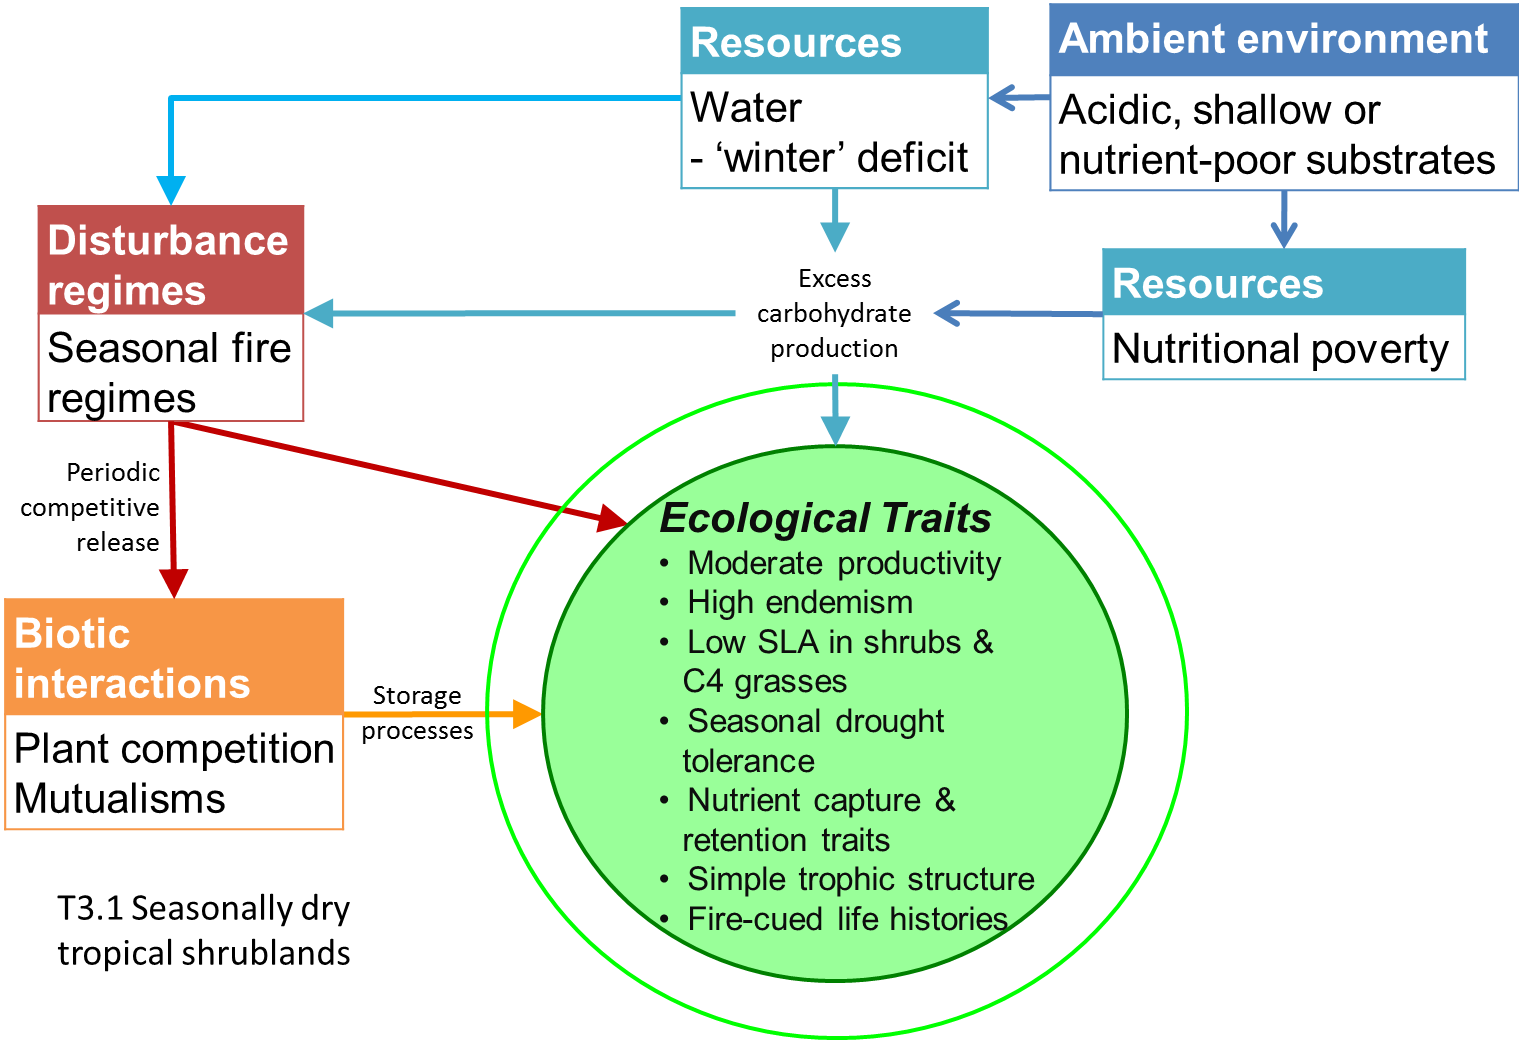 Resources
Water
- ‘winter’ deficit
Ambient environment
Acidic, shallow or
nutrient-poor substrates
Disturbance
regimes
Seasonal fire
regimes
Excess
carbohydrate
production
Resources
Nutritional poverty
Periodic
competitive
release
Biotic
interactions
Plant competition
Mutualisms
Storage
processes
Ecological Traits
• Moderate productivity
• High endemism
• Low SLA in shrubs &
C4 grasses
• Seasonal drought
tolerance
• Nutrient capture &
retention traits
• Simple trophic structure
• Fire-cued life histories
T3.1 Seasonally dry
tropical shrublands